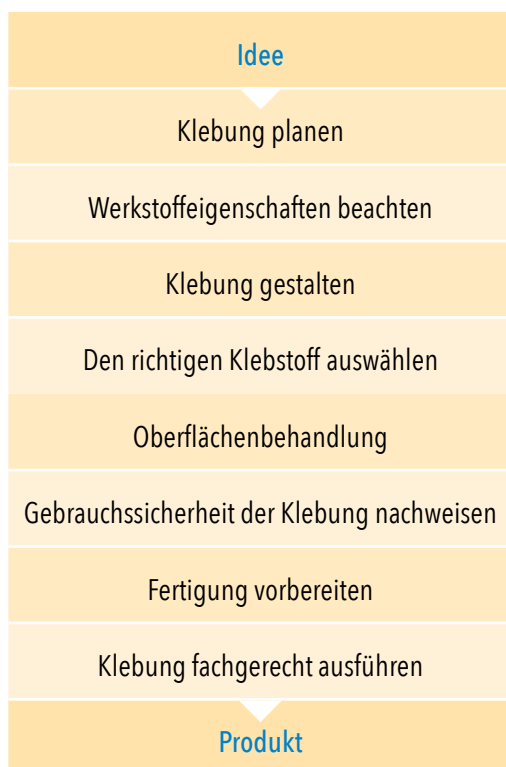 Idee
Klebung planen
Werkstoffeigenschaften beachten
Klebung gestalten
Den richtigen Klebstoff auswählen
Oberflächenbehandlung
Gebrauchssicherheit der Klebung nachweisen
Fertigung vorbereiten
Klebung fachgerecht ausführen
Produkt